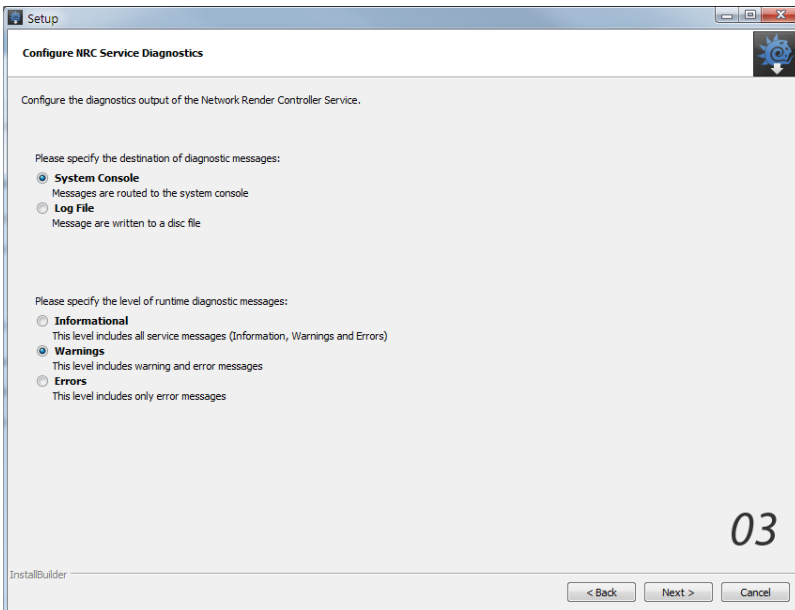 Setup
Configure NRC Service Diagnostics
Configure the diagnostics output of the Network Render Controller Service.
Please specify the destination of diagnostic messages:
System Console
Messages are routed to the system console
Log File
Message are written to a disc file
Please specify the level of runtime diagnostic messages:
Informational
This level includes all service messages (Information, Warnings and Errors)
Warnings
This level includes warning and error messages
Errors
This level includes only error messages
03
InstallBuilder
< Back Next > Cancel